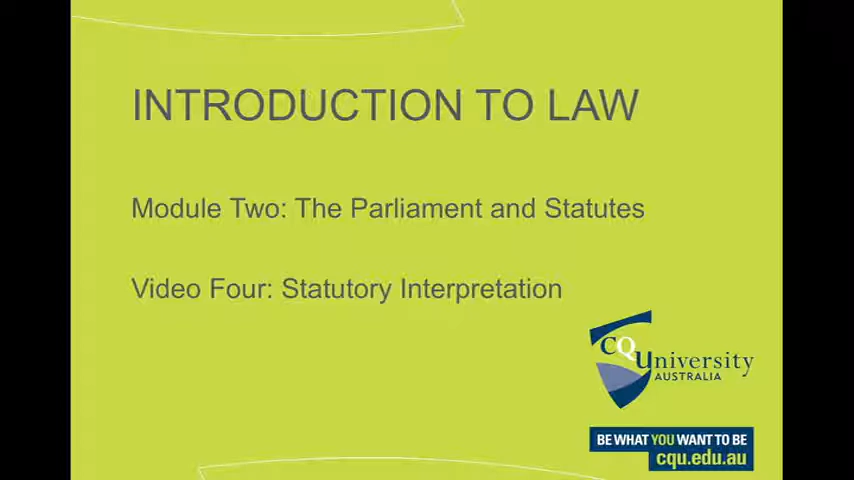 INTRODUCTION TO LAW
Module Two: The Parliament and Statutes
Video Four: Statutory Interpretation
CQUniversity
AUSTRALIA
BE WHAT YOU WANT TO BE
cqu.edu.au